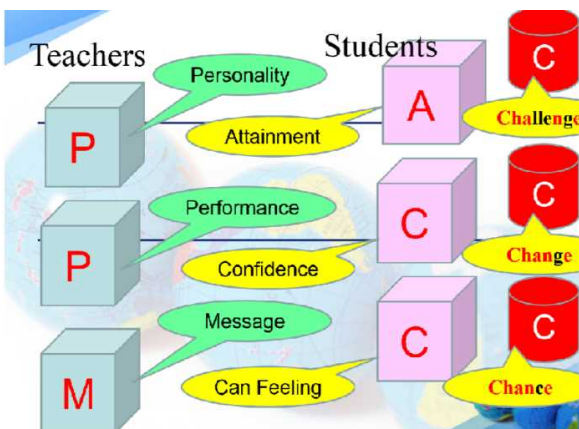 Teachers
Students
Personality
P
Attainment
A
C
Challenge
Performance
P
Confidence
C
C
Change
Message
M
Can Feeling
C
C
Chance